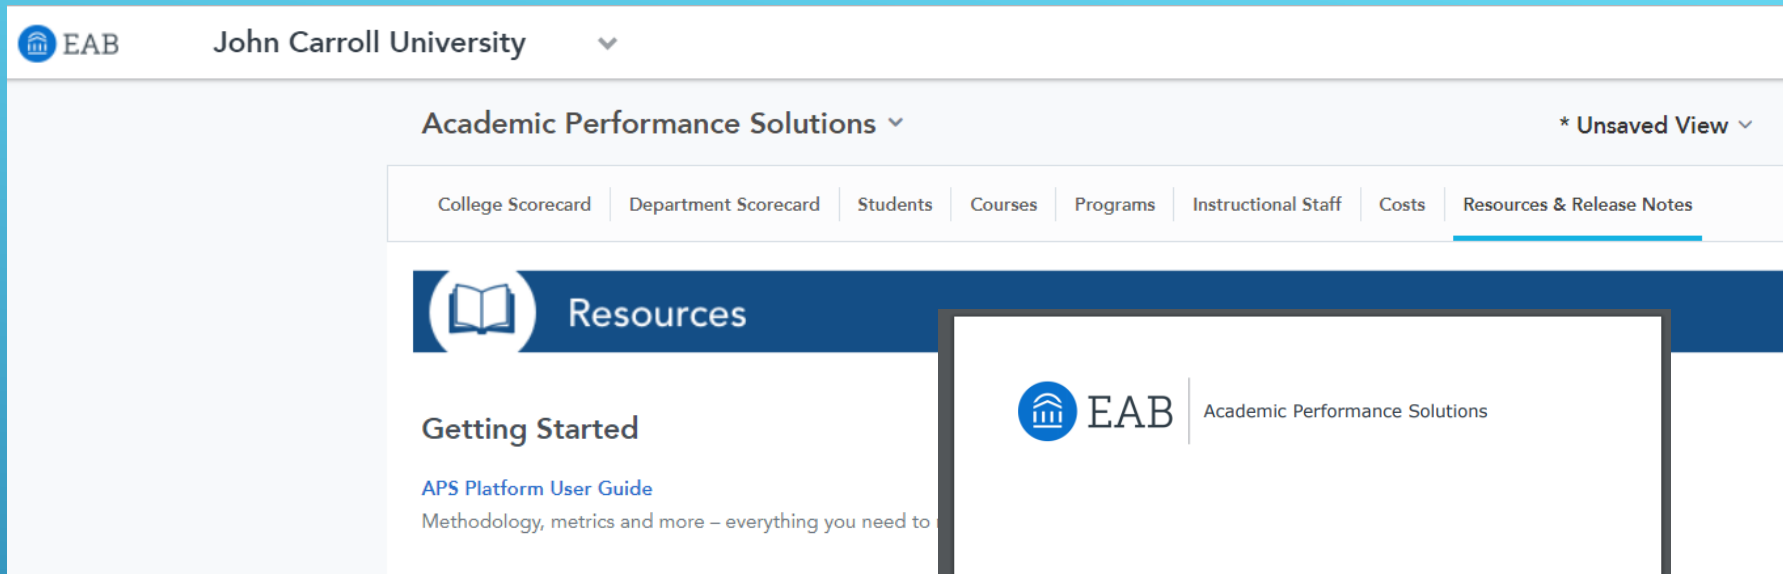 EAB John Carroll University
Academic Performance Solutions
* Unsaved View
College Scorecard Department Scorecard Students Courses Programs Instructional Staff Costs Resources & Release Notes
Resources
EAB Academic Performance Solutions
Getting Started
APS Platform User Guide
Methodology, metrics and more – everything you need to